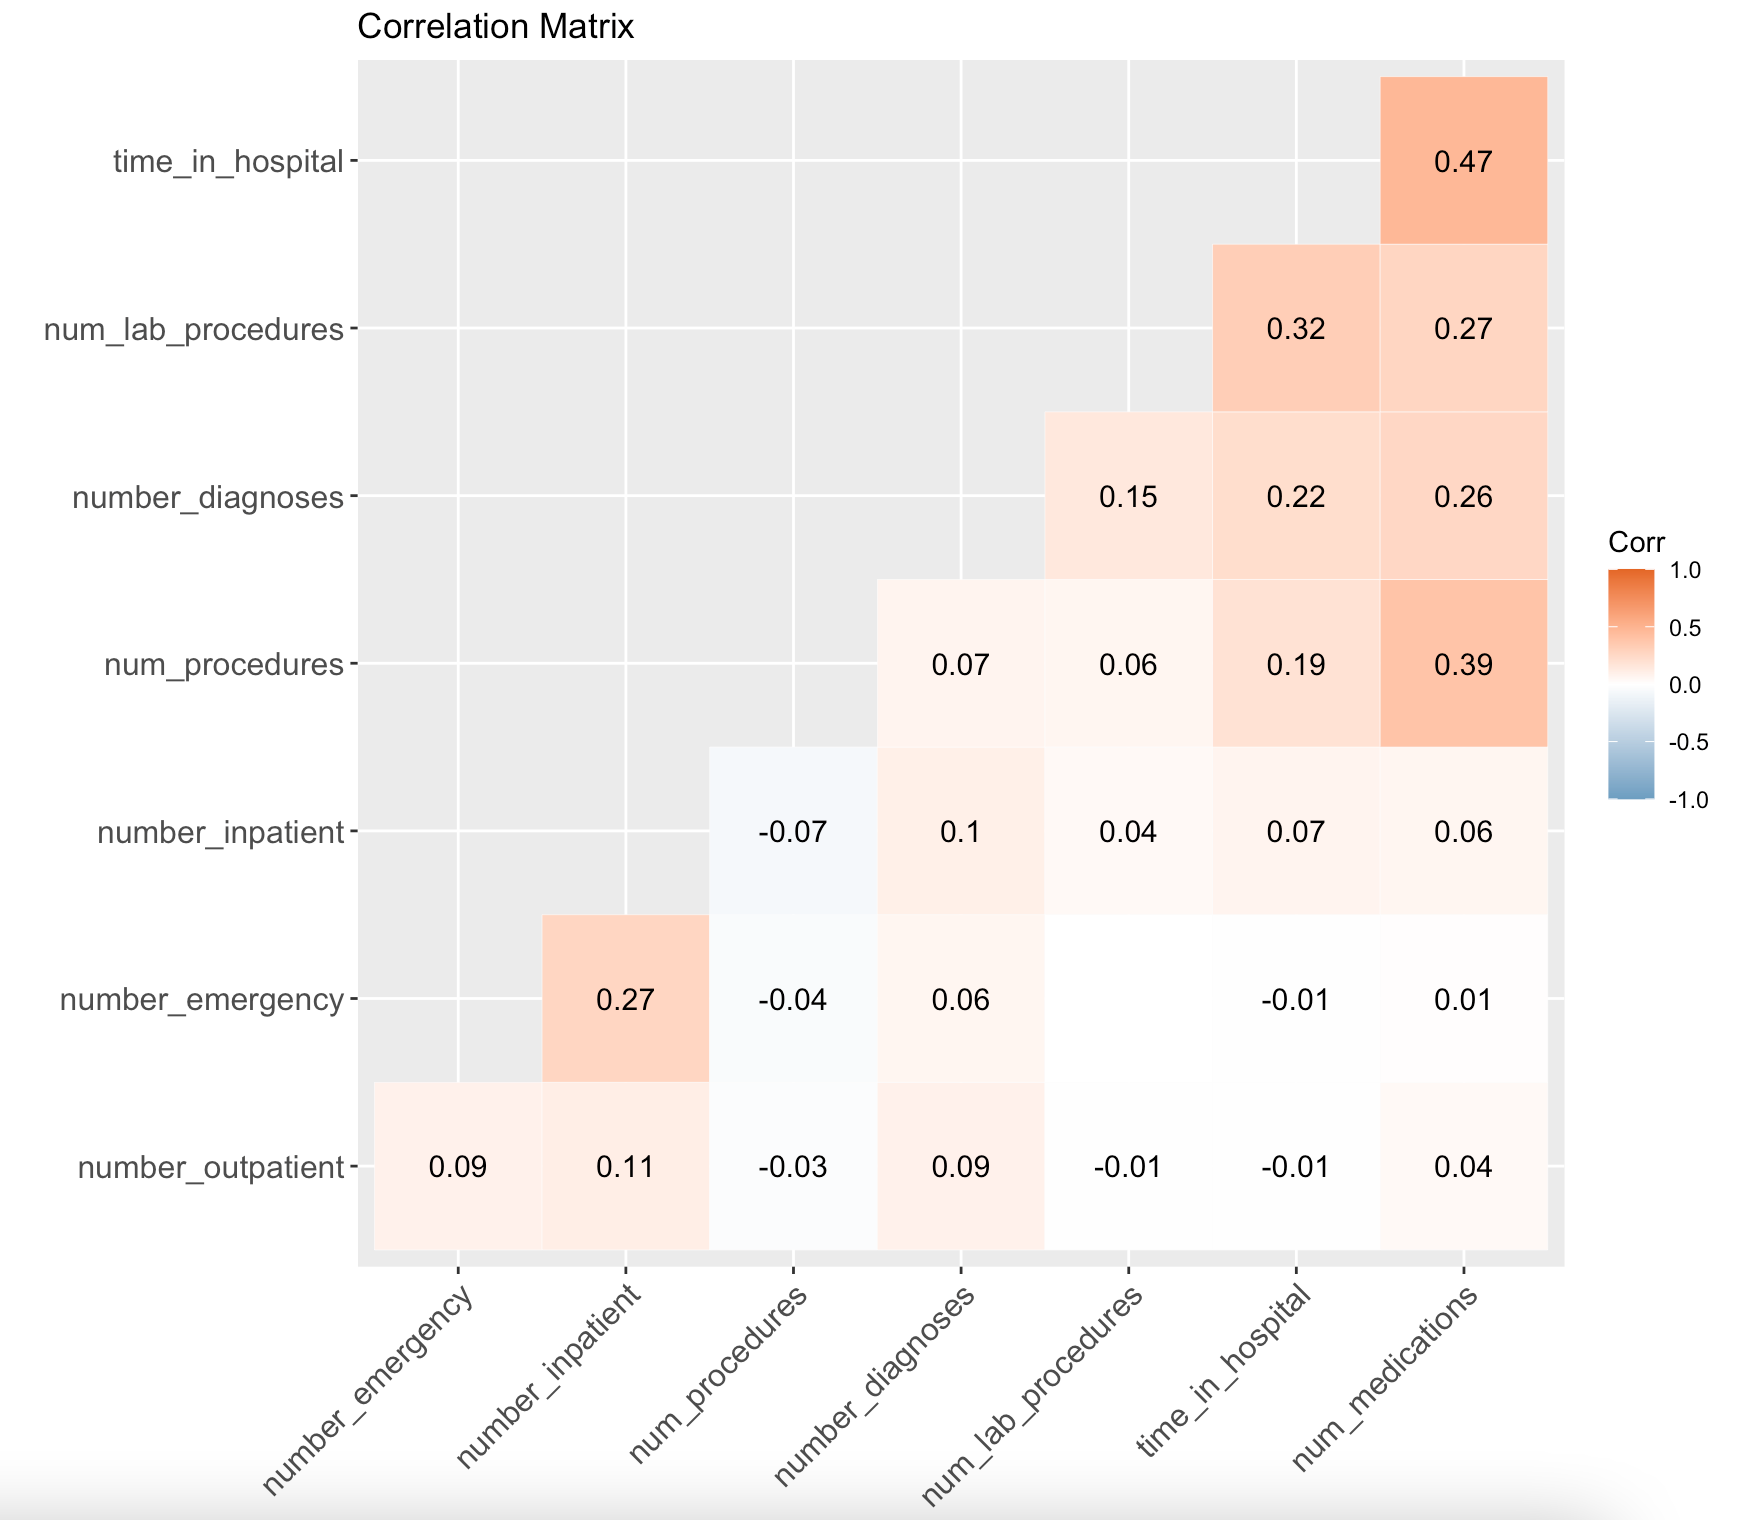 Correlation Matrix
time_in_hospital 0.47
num_lab_procedures 0.32 0.27
number_diagnoses 0.15 0.22 0.26
num_procedures 0.07 0.06 0.19 0.39
number_inpatient -0.07 0.1 0.04 0.07 0.06
number_emergency 0.27 -0.04 0.06 -0.01 0.01
number_outpatient 0.09 0.11 -0.03 0.09 -0.01 -0.01 0.04
number_emergency
number_inpatient
num_procedures
number_diagnoses
num_lab_procedures
time_in_hospital
num_medications
Corr
1.0
0.5
0.0
-0.5
-1.0